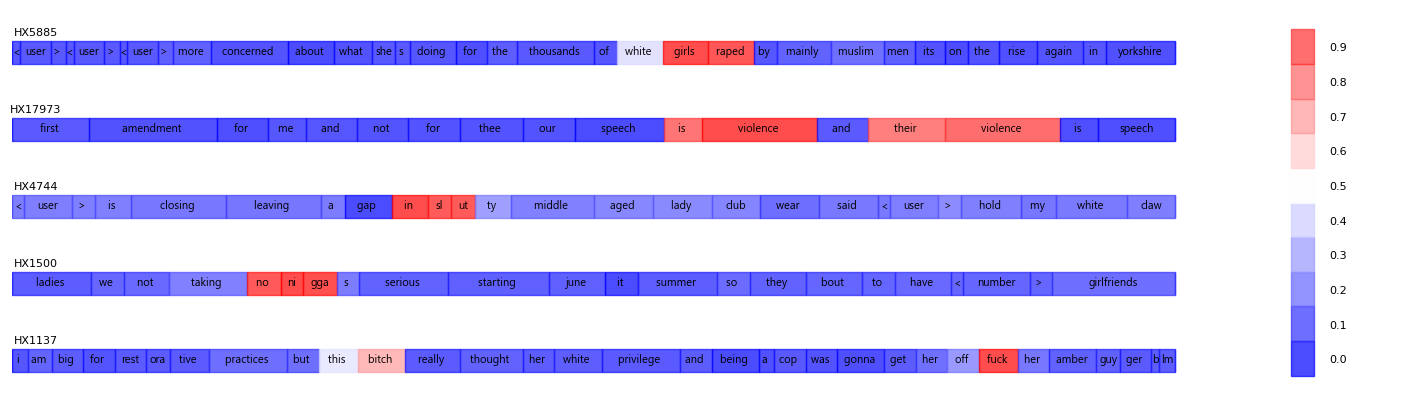 HX5885
< user > < user > < user > more concerned about what she s doing for the thousands of white girls raped by mainly muslim men its on the rise again in yorkshire
HX17973
first amendment for me and not for thee our speech is violence and their violence is speech
HX4744
< user > is closing leaving a gap in sl ut ty middle aged lady club wear said < user > hold my white claw
HX1500
ladies we not taking no ni gga s serious starting june it summer so they bout to have < number > girlfriends
HX1137
i am big for rest ora tive practices but this bitch really thought her white privilege and being a cop was gonna get her off fuck her amber guy ger b lm
0.9
0.8
0.7
0.6
0.5
0.4
0.3
0.2
0.1
0.0